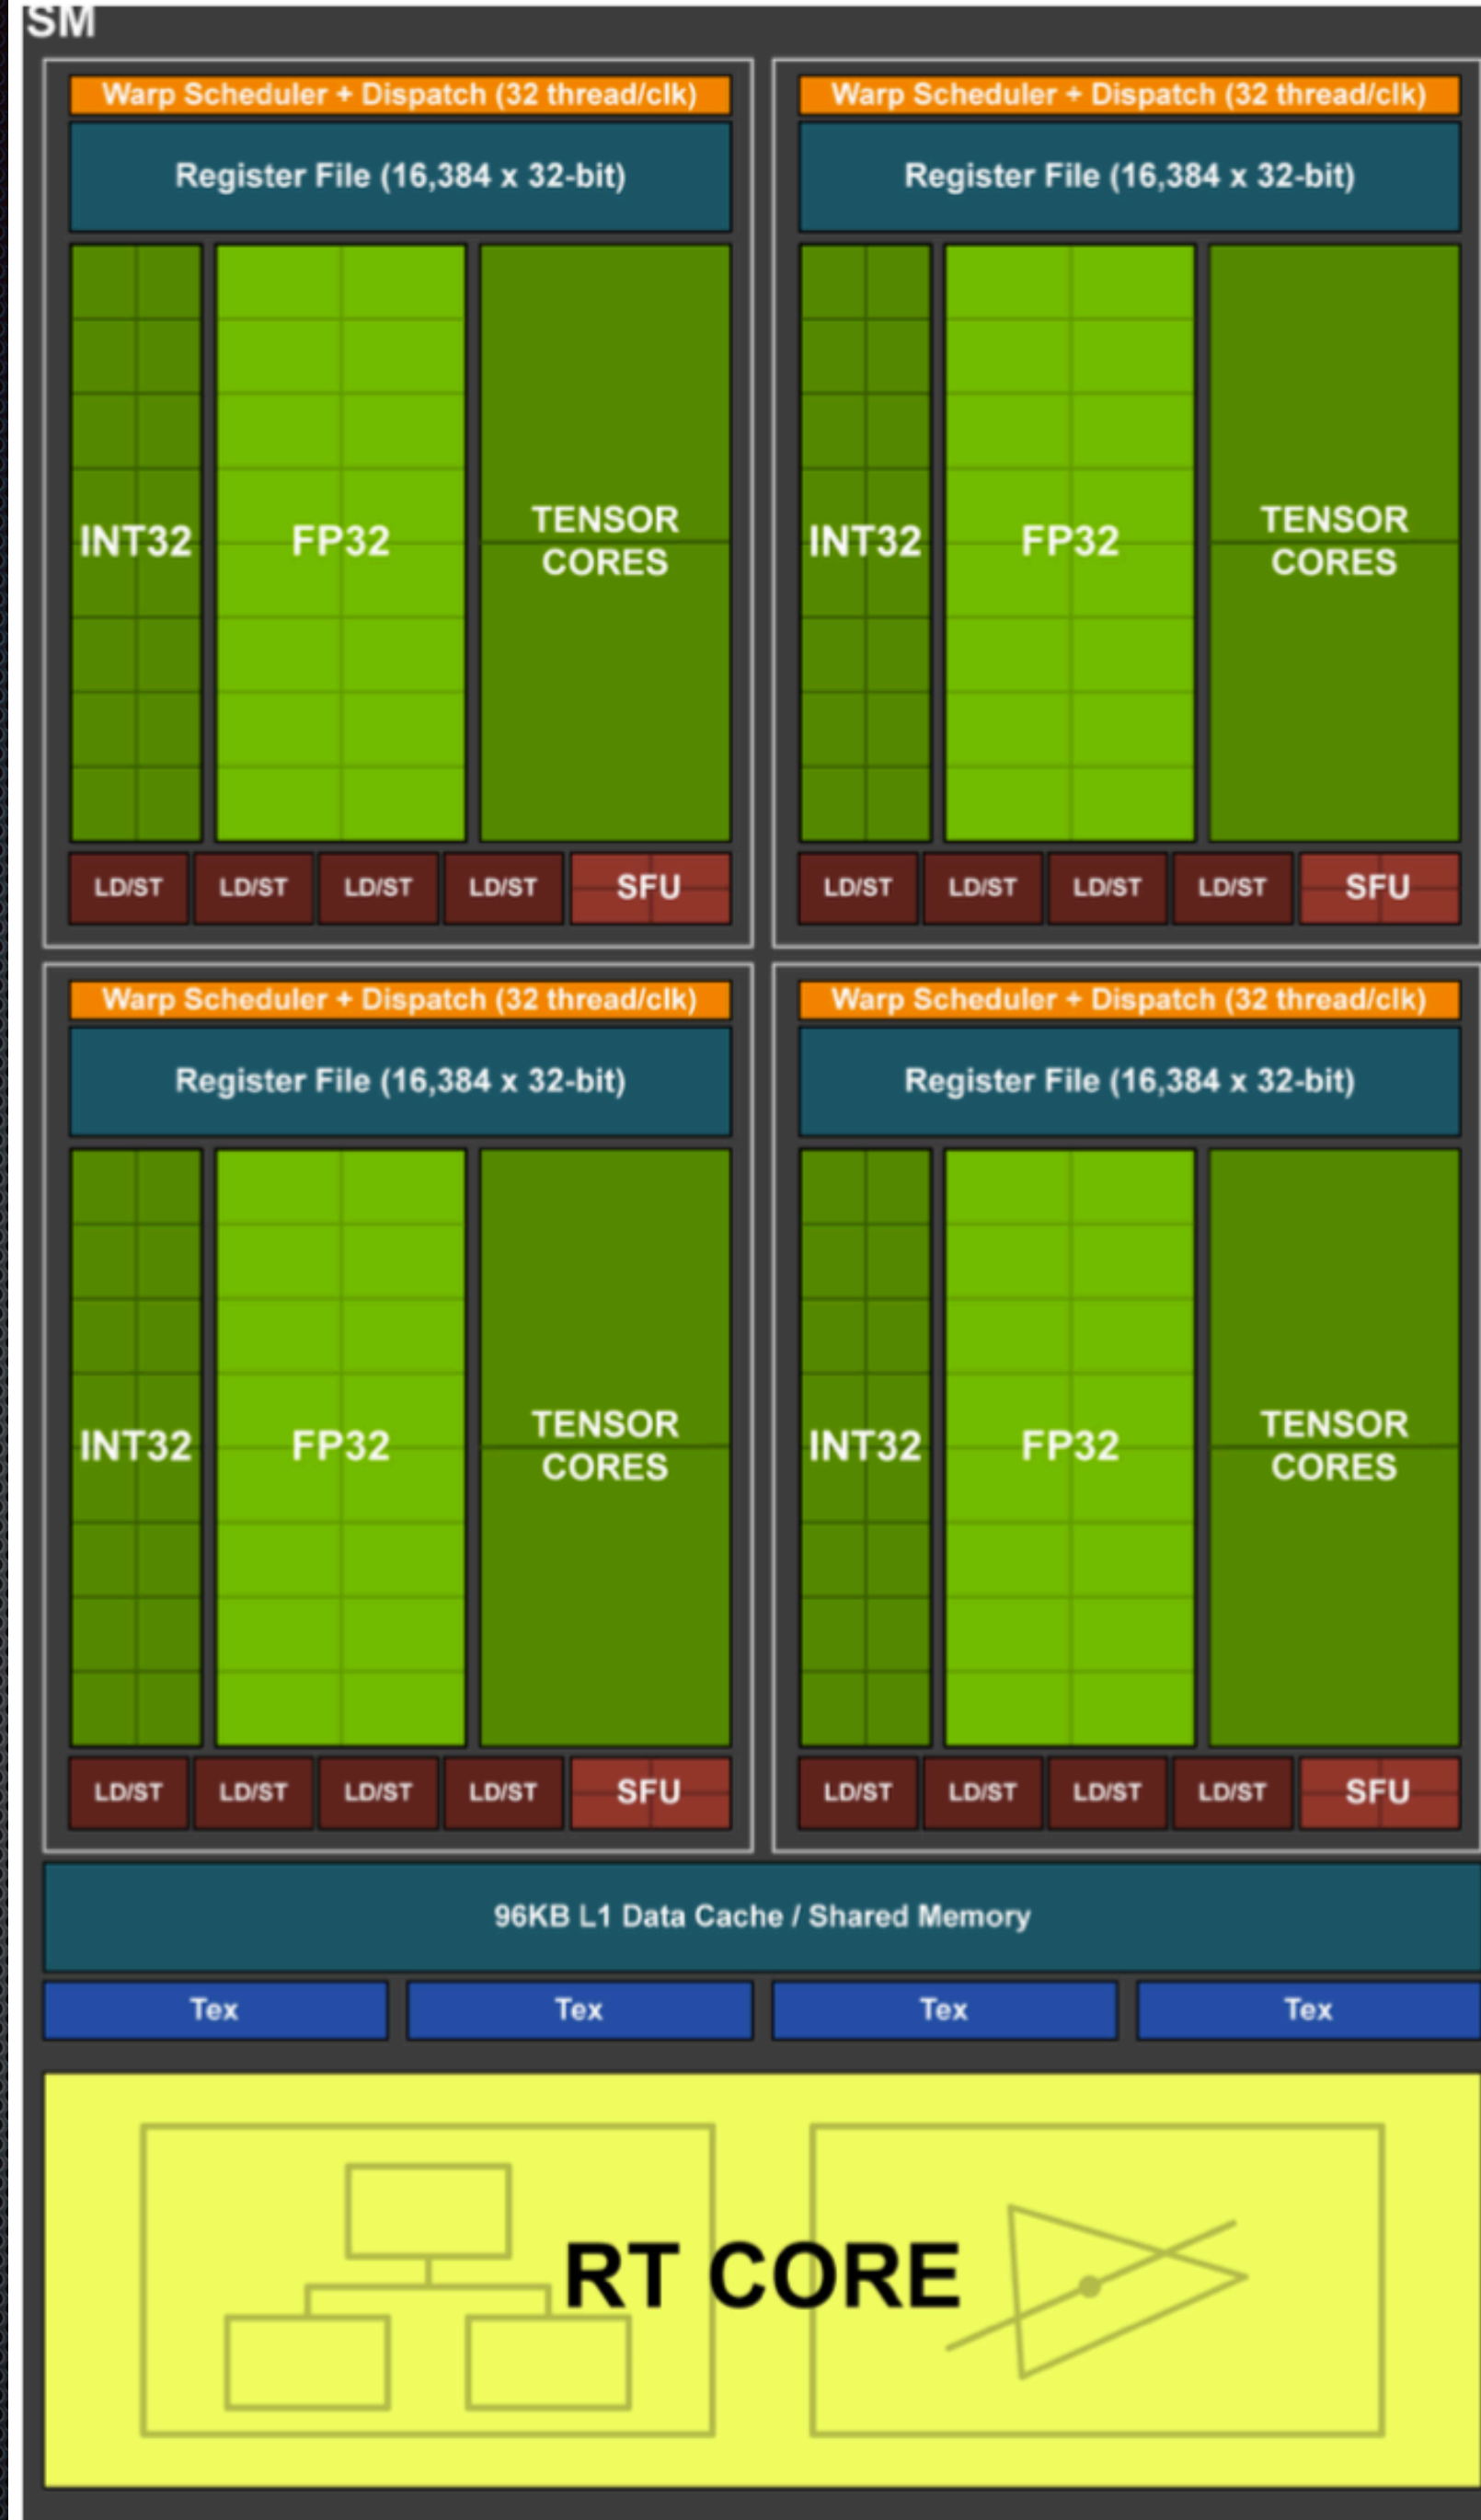 SM
Warp Scheduler + Dispatch (32 thread/clk)
Register File (16,384 x 32-bit)
INT32
FP32
TENSOR
CORES
LD/ST
LD/ST
LD/ST
LD/ST
SFU
Warp Scheduler + Dispatch (32 thread/clk)
Register File (16,384 x 32-bit)
INT32
FP32
TENSOR
CORES
LD/ST
LD/ST
LD/ST
LD/ST
SFU
Warp Scheduler + Dispatch (32 thread/clk)
Register File (16,384 x 32-bit)
INT32
FP32
TENSOR
CORES
LD/ST
LD/ST
LD/ST
LD/ST
SFU
Warp Scheduler + Dispatch (32 thread/clk)
Register File (16,384 x 32-bit)
INT32
FP32
TENSOR
CORES
LD/ST
LD/ST
LD/ST
LD/ST
SFU
96KB L1 Data Cache / Shared Memory
Tex
Tex
Tex
Tex
RT CORE